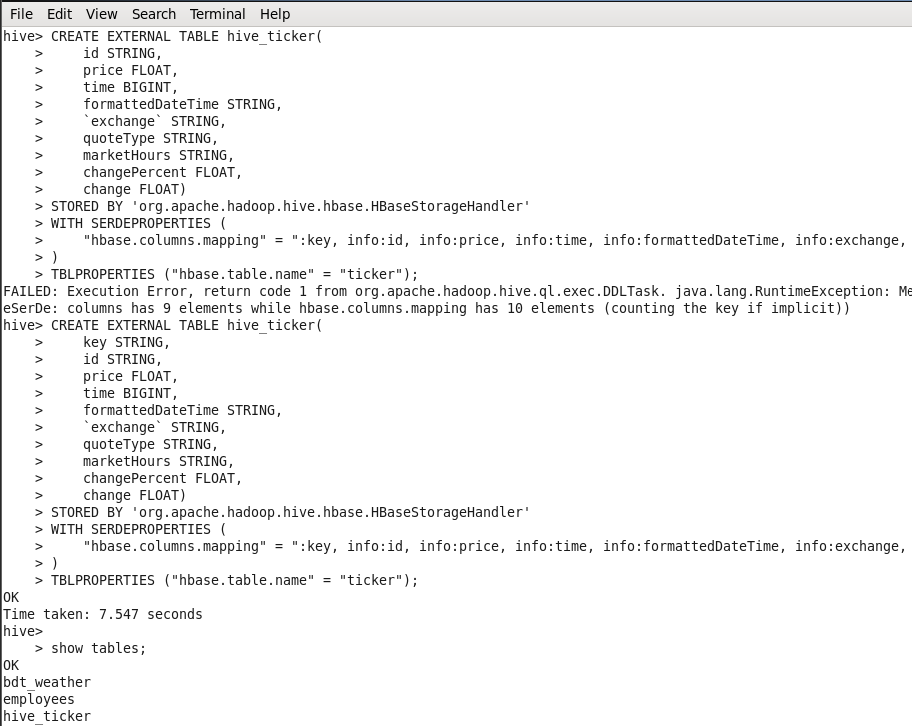 File Edit View Search Terminal Help
hive> CREATE EXTERNAL TABLE hive_ticker(
    >     id STRING,
    >     price FLOAT,
    >     time BIGINT,
    >     formattedDateTime STRING,
    >     `exchange` STRING,
    >     quoteType STRING,
    >     marketHours STRING,
    >     changePercent FLOAT,
    >     change FLOAT)
    > STORED BY 'org.apache.hadoop.hive.hbase.HBaseStorageHandler'
    > WITH SERDEPROPERTIES (
    >     "hbase.columns.mapping" = ":key, info:id, info:price, info:time, info:formattedDateTime, info:exchange,
    > )
    > TBLPROPERTIES ("hbase.table.name" = "ticker");
FAILED: Execution Error, return code 1 from org.apache.hadoop.hive.ql.exec.DDLTask. java.lang.RuntimeException: Me
eSerDe: columns has 9 elements while hbase.columns.mapping has 10 elements (counting the key if implicit))
hive> CREATE EXTERNAL TABLE hive_ticker(
    >     key STRING,
    >     id STRING,
    >     price FLOAT,
    >     time BIGINT,
    >     formattedDateTime STRING,
    >     `exchange` STRING,
    >     quoteType STRING,
    >     marketHours STRING,
    >     changePercent FLOAT,
    >     change FLOAT)
    > STORED BY 'org.apache.hadoop.hive.hbase.HBaseStorageHandler'
    > WITH SERDEPROPERTIES (
    >     "hbase.columns.mapping" = ":key, info:id, info:price, info:time, info:formattedDateTime, info:exchange,
    > )
    > TBLPROPERTIES ("hbase.table.name" = "ticker");
OK
Time taken: 7.547 seconds
hive>
    > show tables;
OK
bdt_weather
employees
hive_ticker